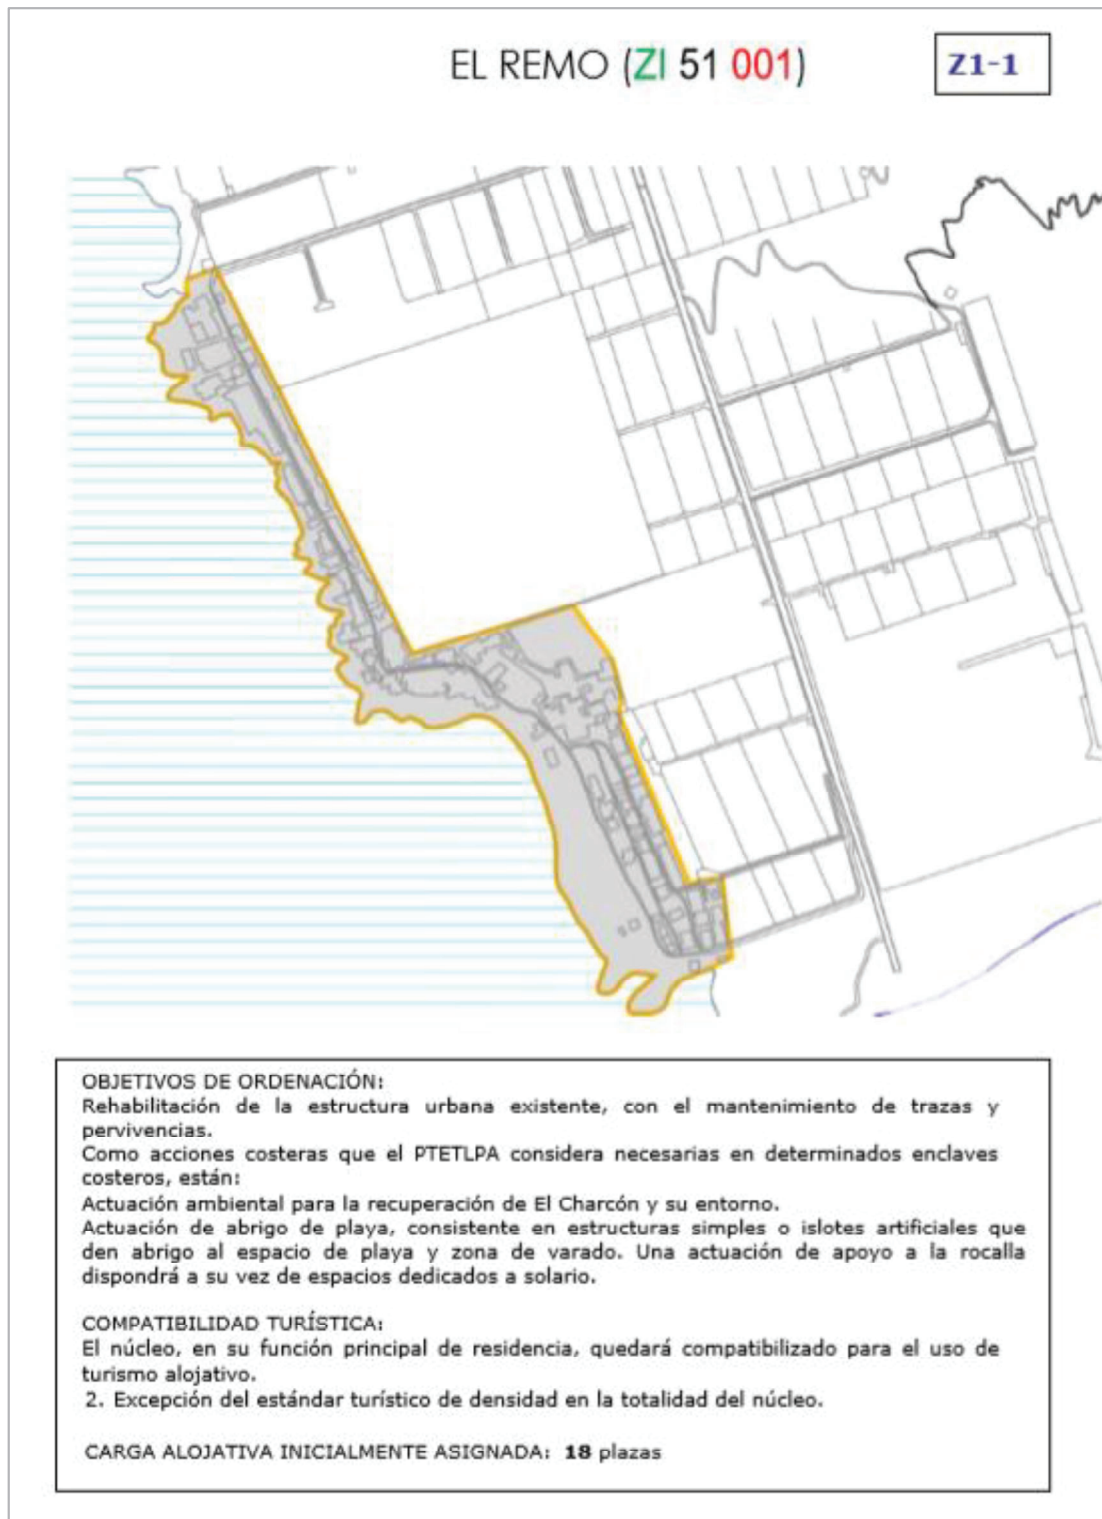 EL REMO (ZI 51 001)
Z1-1
OBJETIVOS DE ORDENACIÓN:
Rehabilitación de la estructura urbana existente, con el mantenimiento de trazas y
pervivencias.
Como acciones costeras que el PTETLPA considera necesarias en determinados enclaves
costeros, están:
Actuación ambiental para la recuperación de El Charcón y su entorno.
Actuación de abrigo de playa, consistente en estructuras simples o islotes artificiales que
den abrigo al espacio de playa y zona de varado. Una actuación de apoyo a la rocalla
dispondrá a su vez de espacios dedicados a solario.
COMPATIBILIDAD TURÍSTICA:
El núcleo, en su función principal de residencia, quedará compatibilizado para el uso de
turismo alojativo.
2. Excepción del estándar turístico de densidad en la totalidad del núcleo.
CARGA ALOJATIVA INICIALMENTE ASIGNADA: 18 plazas